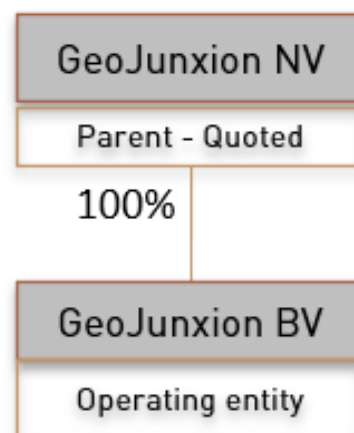 GeoJunxion NV
Parent - Quoted
100%
GeoJunxion BV
Operating entity